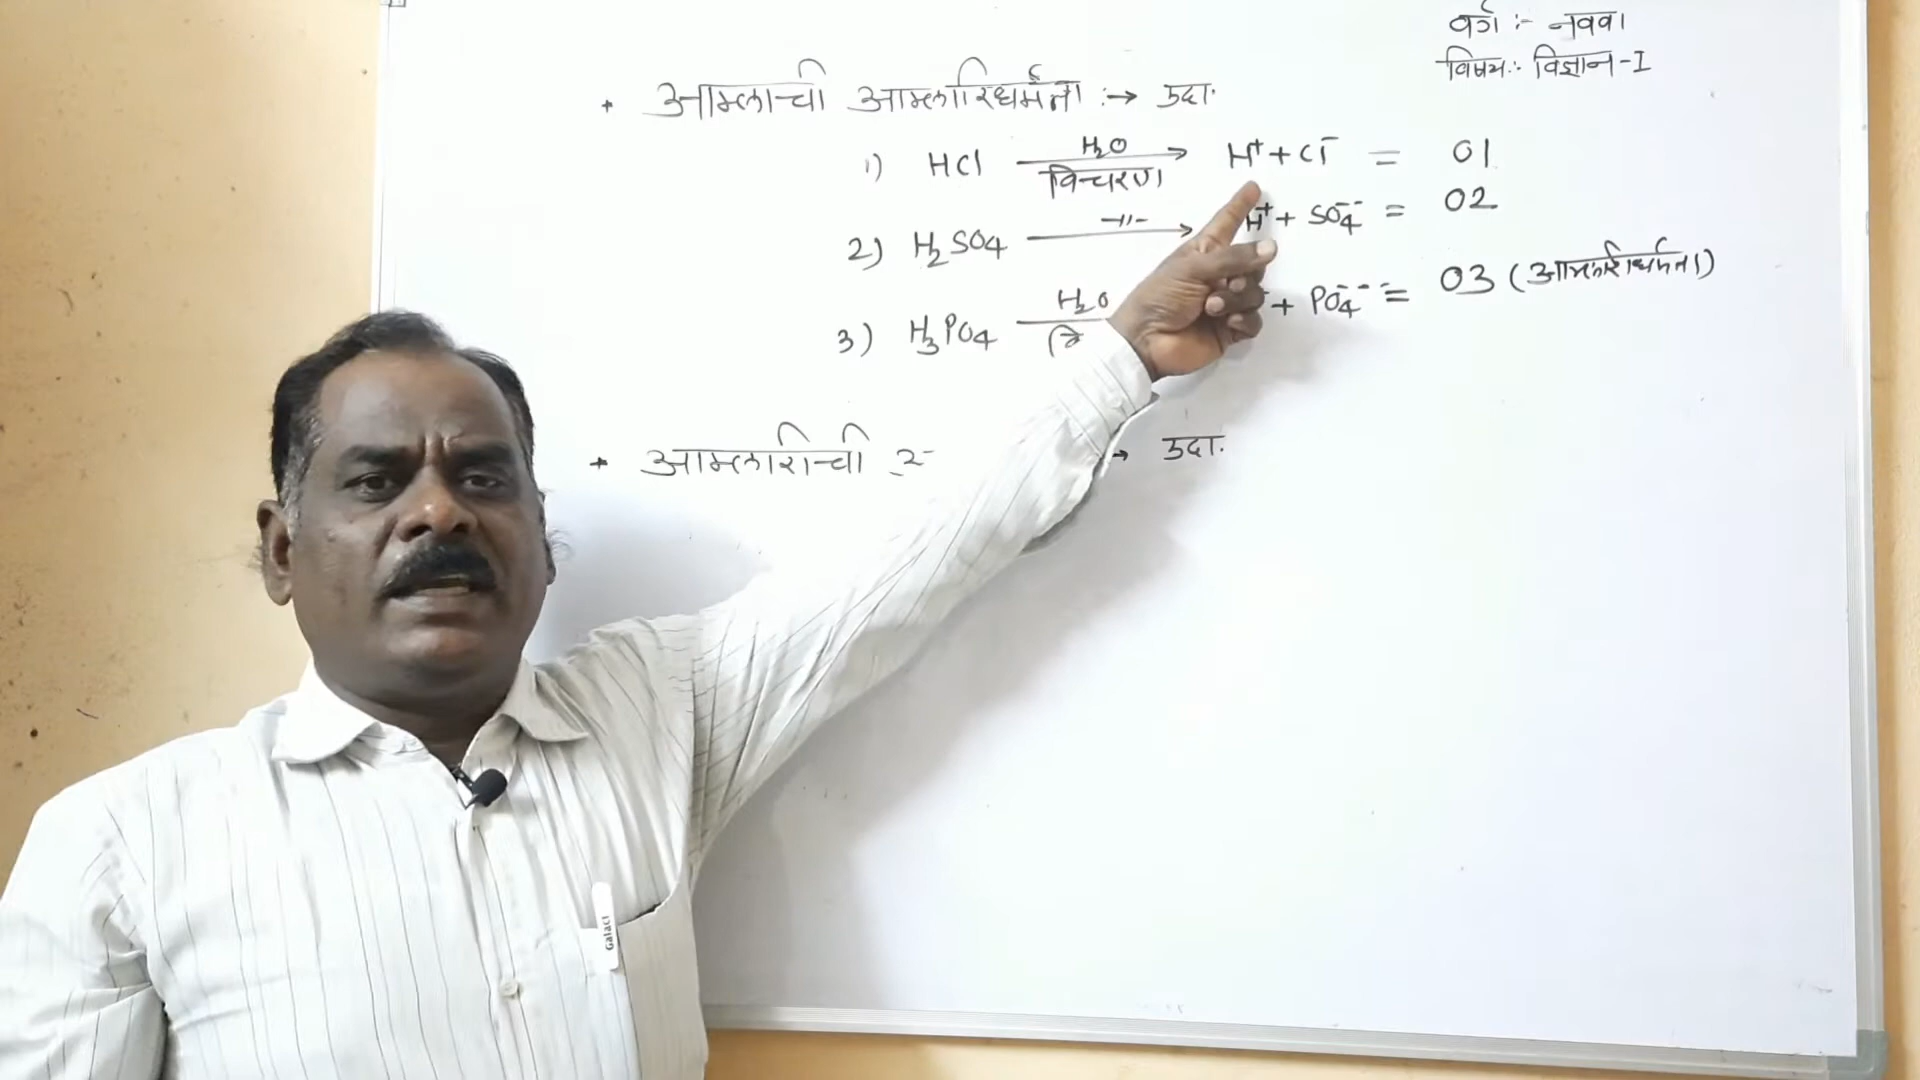 वर्ग :- नववा
विषय :- विज्ञान-I
* आम्लाची आम्लारिधर्मता :→ उदा.
1) HCl H₂O विचरण → H⁺ + Cl⁻ = 01
2) H₂SO₄ -॥- → H⁺ + SO₄⁻⁻ = 02
3) H₃PO₄ H₂O वि + PO₄⁻⁻⁻ = 03 (आम्लारिधर्मता)
* आम्लारिची → उदा.
Galaci